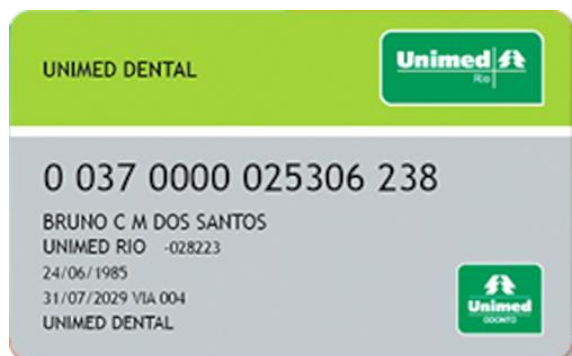 UNIMED DENTAL
Unimed
Rio
0 037 0000 025306 238
BRUNO C M DOS SANTOS
UNIMED RIO -028223
24/06/1985
31/07/2029 VIA 004
UNIMED DENTAL
Unimed
ODONTO